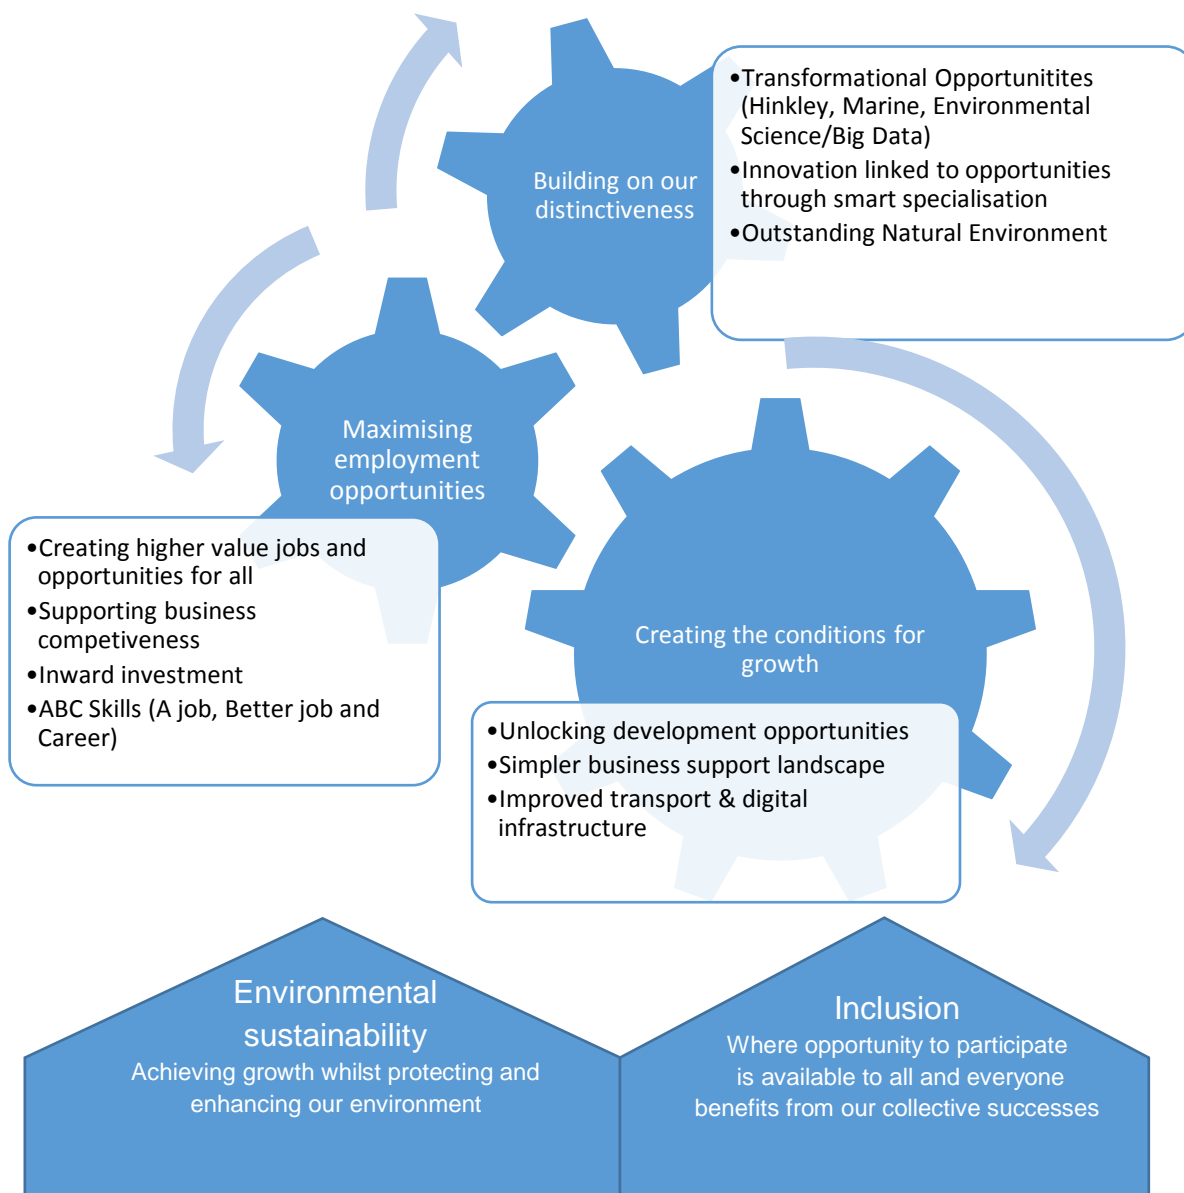 Building on our
distinctiveness
•Transformational Opportunitites
(Hinkley, Marine, Environmental
Science/Big Data)
•Innovation linked to opportunities
through smart specialisation
•Outstanding Natural Environment
Maximising
employment
opportunities
•Creating higher value jobs and
opportunities for all
•Supporting business
competiveness
•Inward investment
•ABC Skills (A job, Better job and
Career)
Creating the conditions for
growth
•Unlocking development opportunities
•Simpler business support landscape
•Improved transport & digital
infrastructure
Environmental
sustainability
Achieving growth whilst protecting and
enhancing our environment
Inclusion
Where opportunity to participate
is available to all and everyone
benefits from our collective successes